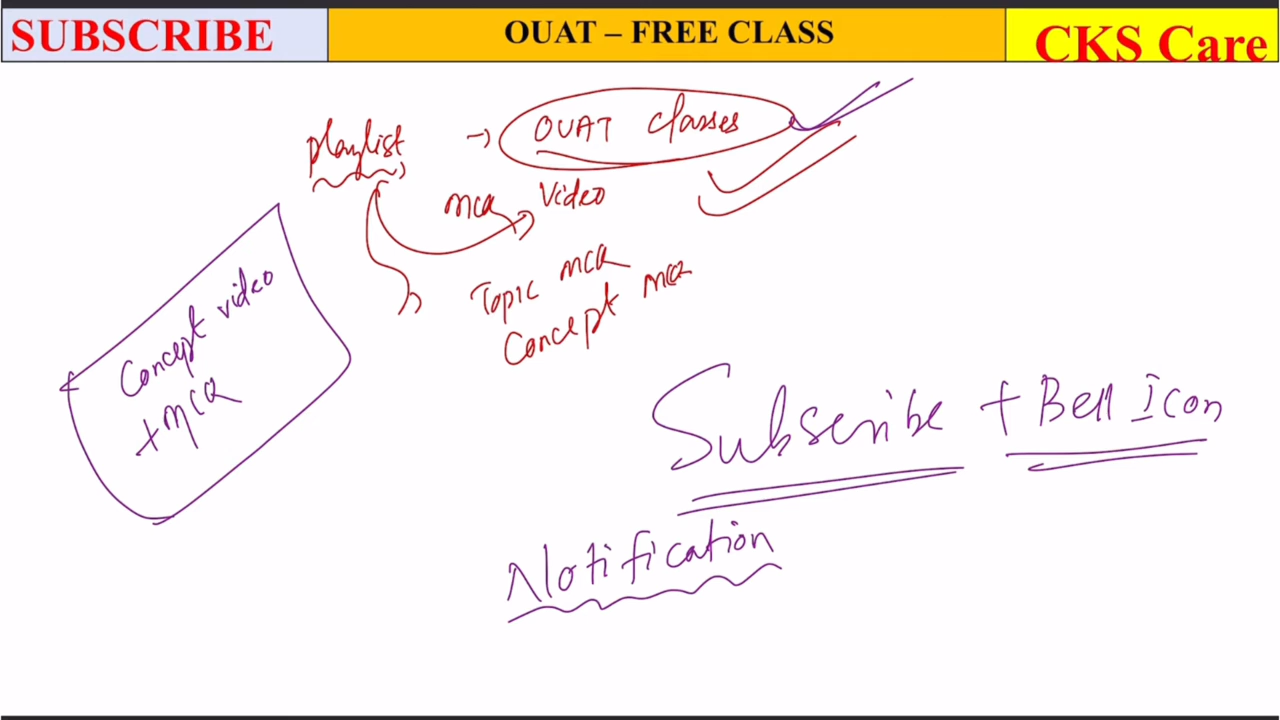 SUBSCRIBE
OUAT – FREE CLASS
CKS Care
playlist → OUAT classes
MCQ Video
Topic MCQ
Concept MCQ
Concept video
+ MCQ
Subscribe + Bell Icon
Notification